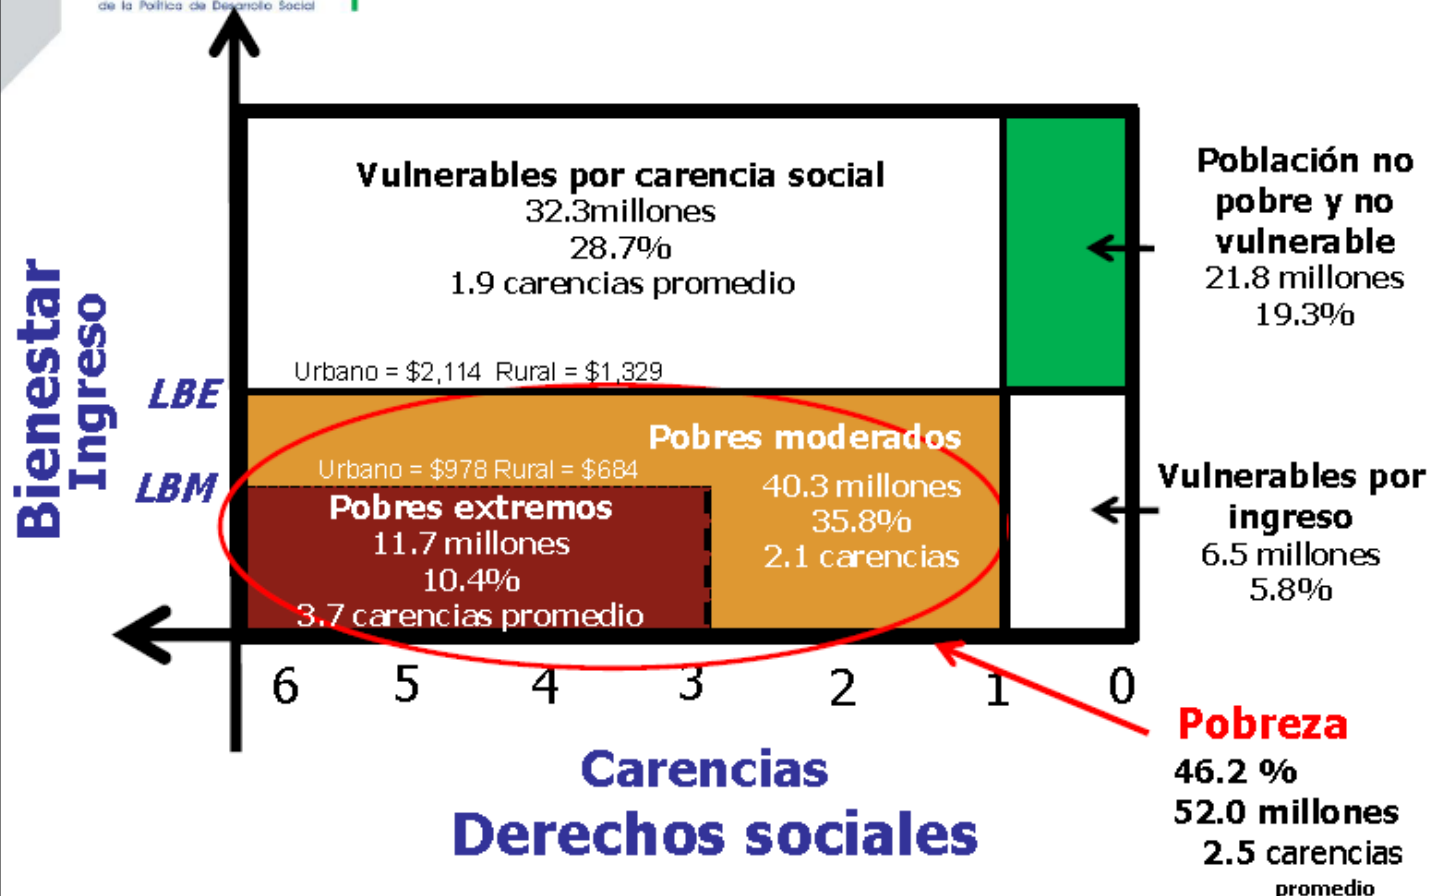 de la Política de Desarrollo Social
Vulnerables por carencia social
32.3millones
28.7%
1.9 carencias promedio
Población no
pobre y no
vulnerable
21.8 millones
19.3%
Bienestar
Ingreso
Urbano = $2,114 Rural = $1,329
LBE
Pobres moderados
40.3 millones
35.8%
2.1 carencias
Urbano = $978 Rural = $684
LBM
Pobres extremos
11.7 millones
10.4%
3.7 carencias promedio
Vulnerables por
ingreso
6.5 millones
5.8%
6 5 4 3 2 1 0
Carencias
Derechos sociales
Pobreza
46.2 %
52.0 millones
2.5 carencias
promedio